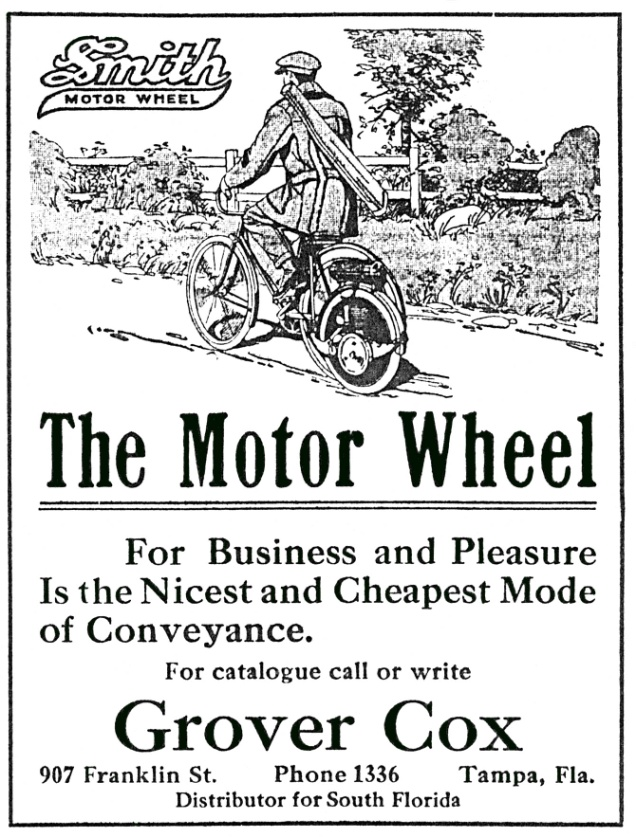 Smith
MOTOR WHEEL
The Motor Wheel
For Business and Pleasure
Is the Nicest and Cheapest Mode
of Conveyance.
For catalogue call or write
Grover Cox
907 Franklin St. Phone 1336 Tampa, Fla.
Distributor for South Florida